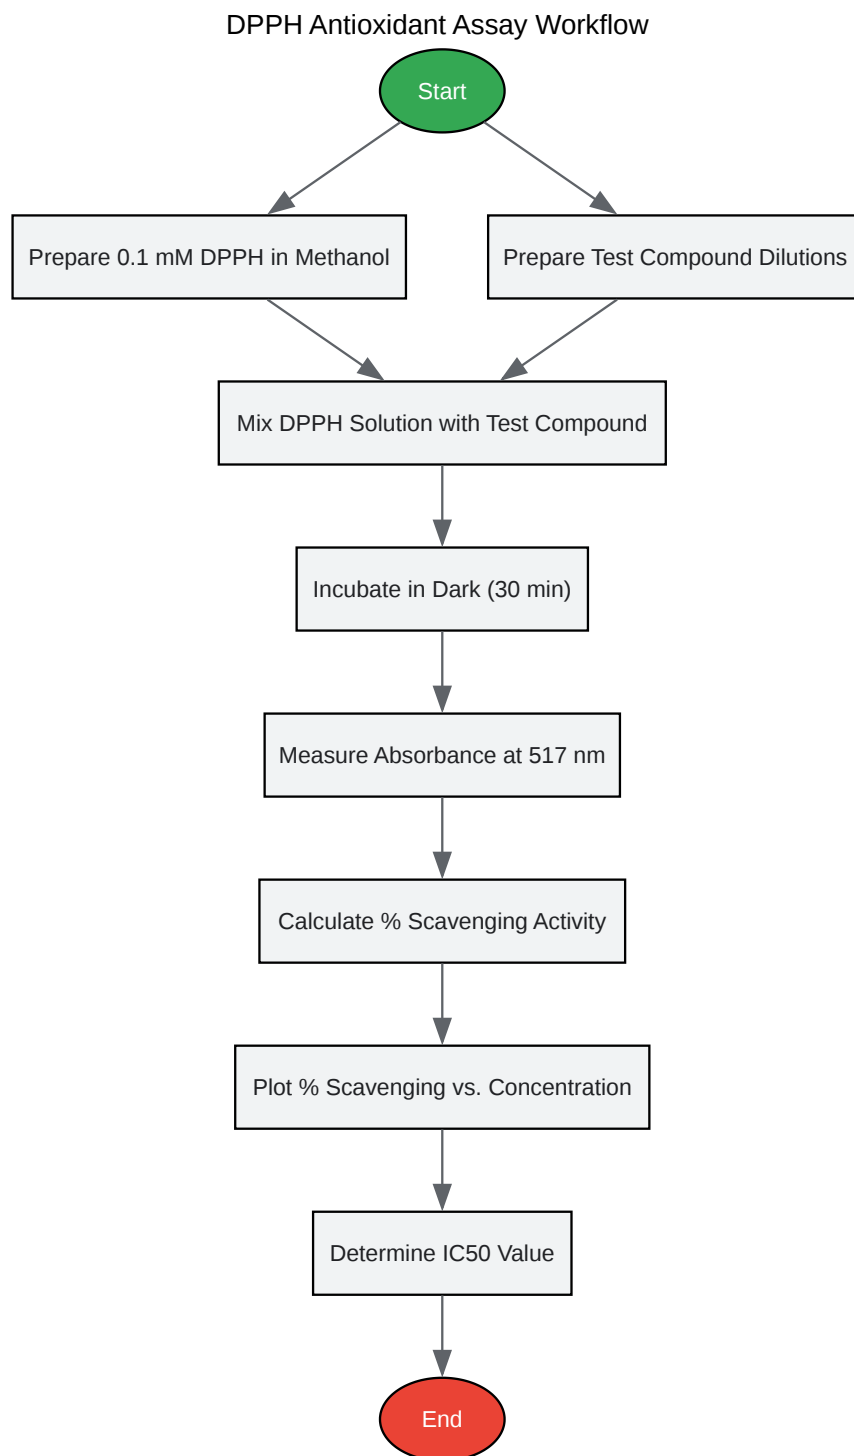 DPPH Antioxidant Assay Workflow
Start
Prepare 0.1 mM DPPH in Methanol
Prepare Test Compound Dilutions
Mix DPPH Solution with Test Compound
Incubate in Dark (30 min)
Measure Absorbance at 517 nm
Calculate % Scavenging Activity
Plot % Scavenging vs. Concentration
Determine IC50 Value
End